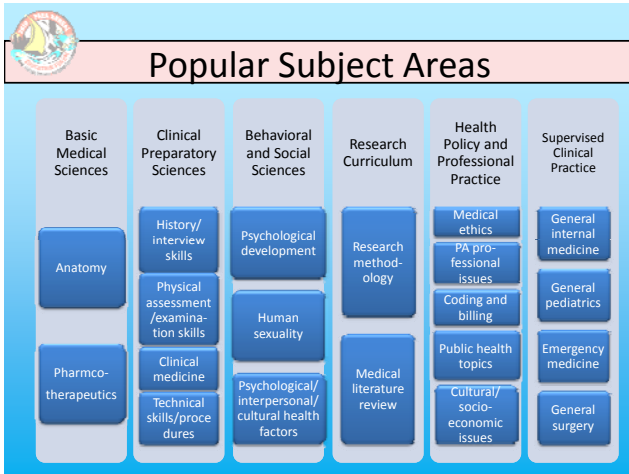 Popular Subject Areas
Basic
Medical
Sciences
Anatomy
Pharmco-
therapeutics
Clinical
Preparatory
Sciences
History/
interview
skills
Physical
assessment
/examina-
tion skills
Clinical
medicine
Technical
skills/proce
dures
Behavioral
and Social
Sciences
Psychological
development
Human
sexuality
Psychological/
interpersonal/
cultural health
factors
Research
Curriculum
Research
method-
ology
Medical
literature
review
Health
Policy and
Professional
Practice
Medical
ethics
PA pro-
fessional
issues
Coding and
billing
Public health
topics
Cultural/
socio-
economic
issues
Supervised
Clinical
Practice
General
internal
medicine
General
pediatrics
Emergency
medicine
General
surgery